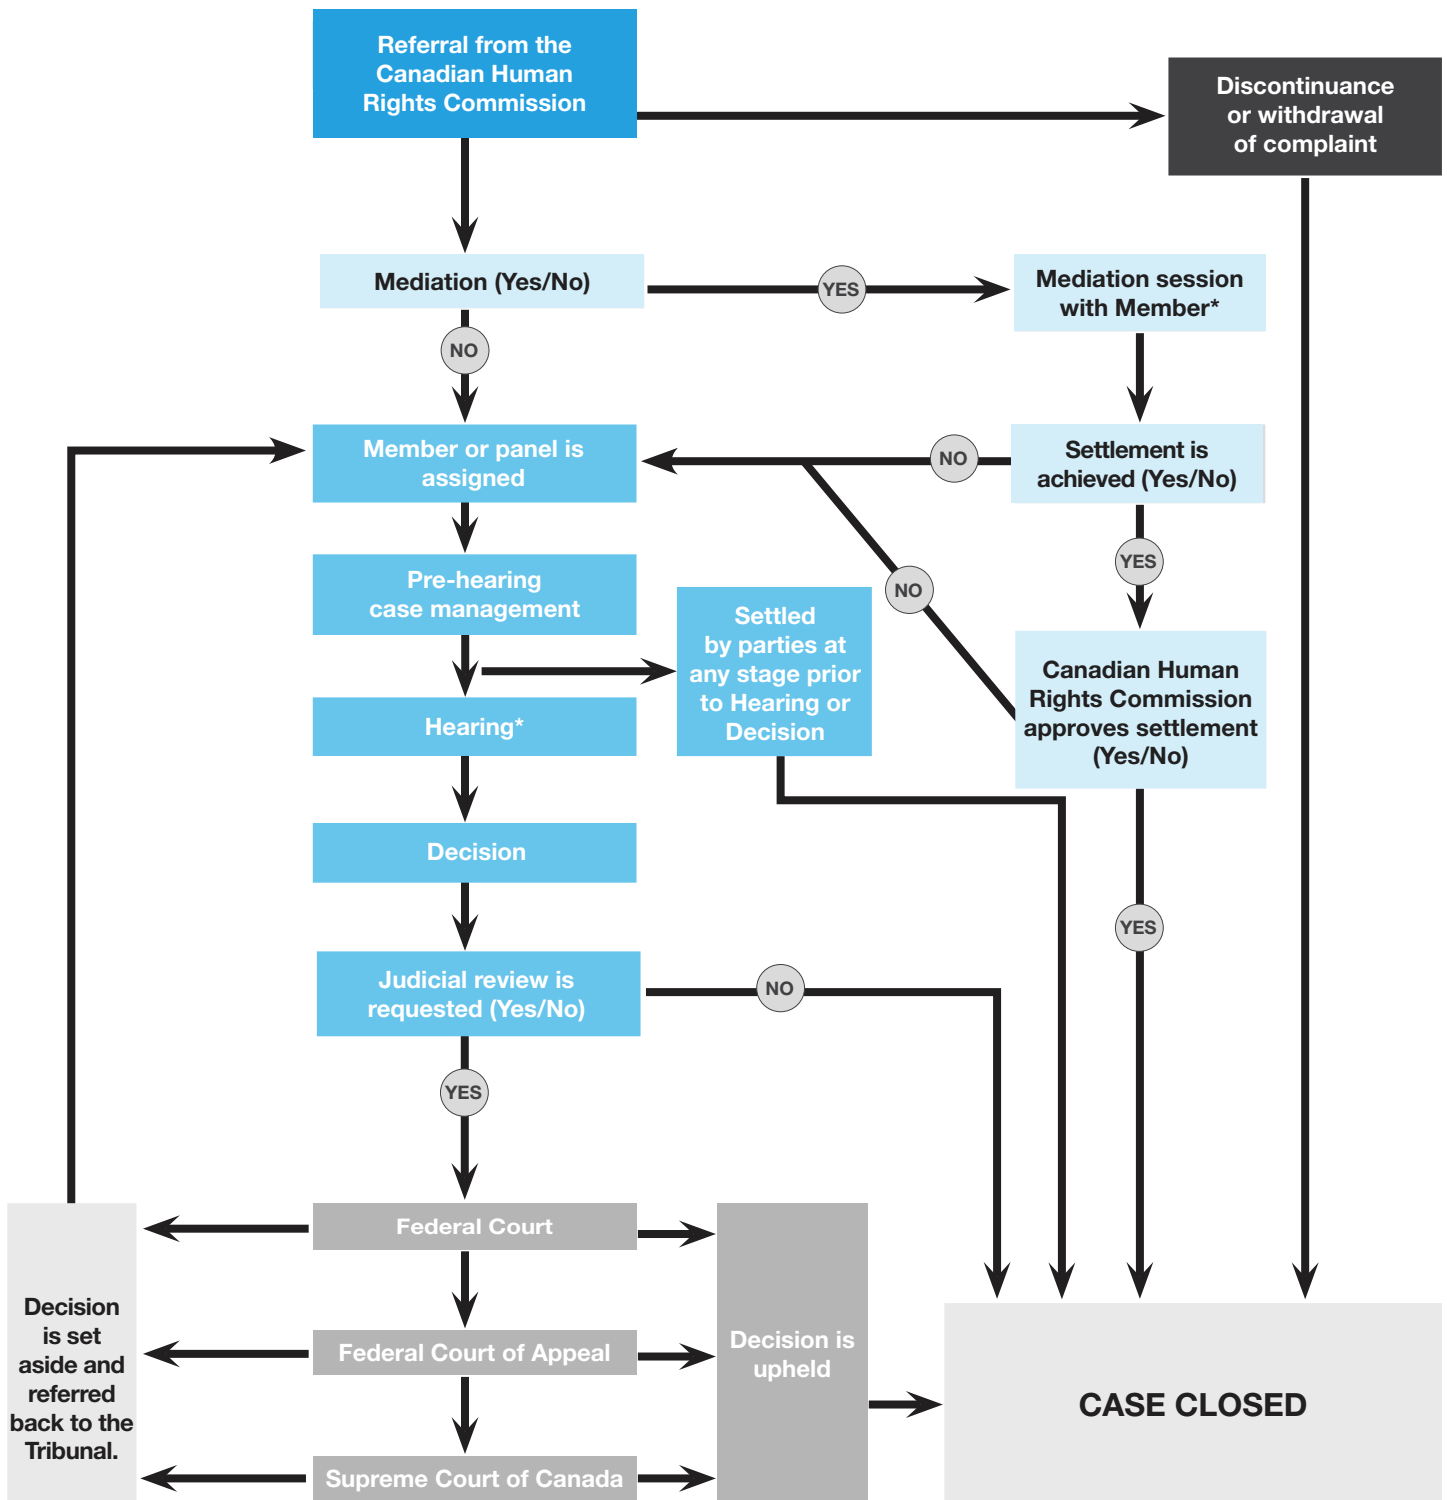 Referral from the
Canadian Human
Rights Commission
Discontinuance
or withdrawal
of complaint
Mediation (Yes/No)
YES
Mediation session
with Member*
NO
Member or panel is
assigned
NO
Settlement is
achieved (Yes/No)
YES
Pre-hearing
case management
NO
Settled
by parties at
any stage prior
to Hearing or
Decision
Canadian Human
Rights Commission
approves settlement
(Yes/No)
Hearing*
Decision
YES
Judicial review is
requested (Yes/No)
NO
YES
Federal Court
Decision
is set
aside and
referred
back to the
Tribunal.
Federal Court of Appeal
Decision is
upheld
CASE CLOSED
Supreme Court of Canada